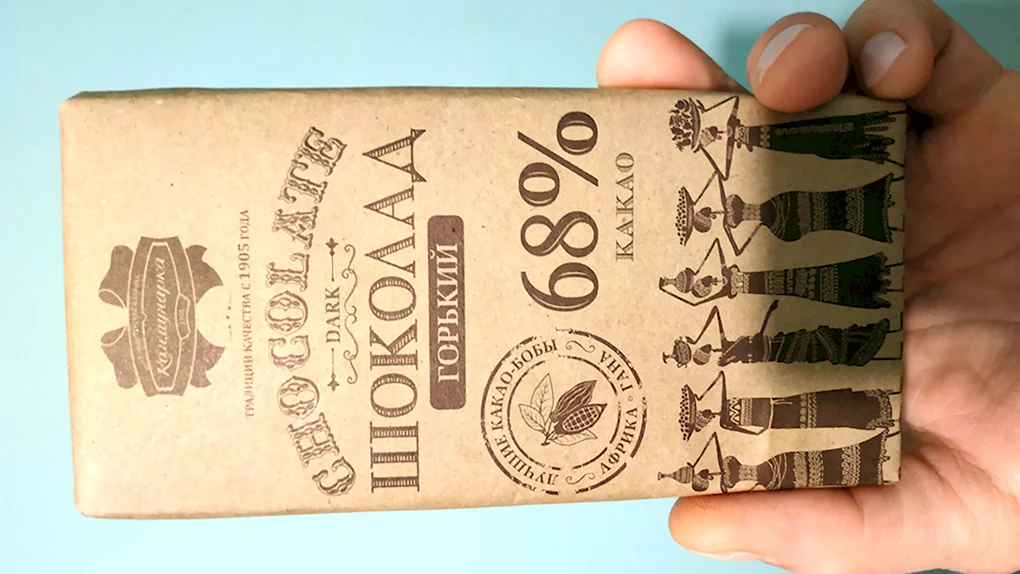 Коммунарка
ТРАДИЦИИ КАЧЕСТВА С 1905 ГОДА
CHOCOLATE
DARK
ШОКОЛАД
ГОРЬКИЙ
68%
КАКАО
ЛУЧШИЕ КАКАО-БОБЫ
АФРИКА • ГАНА